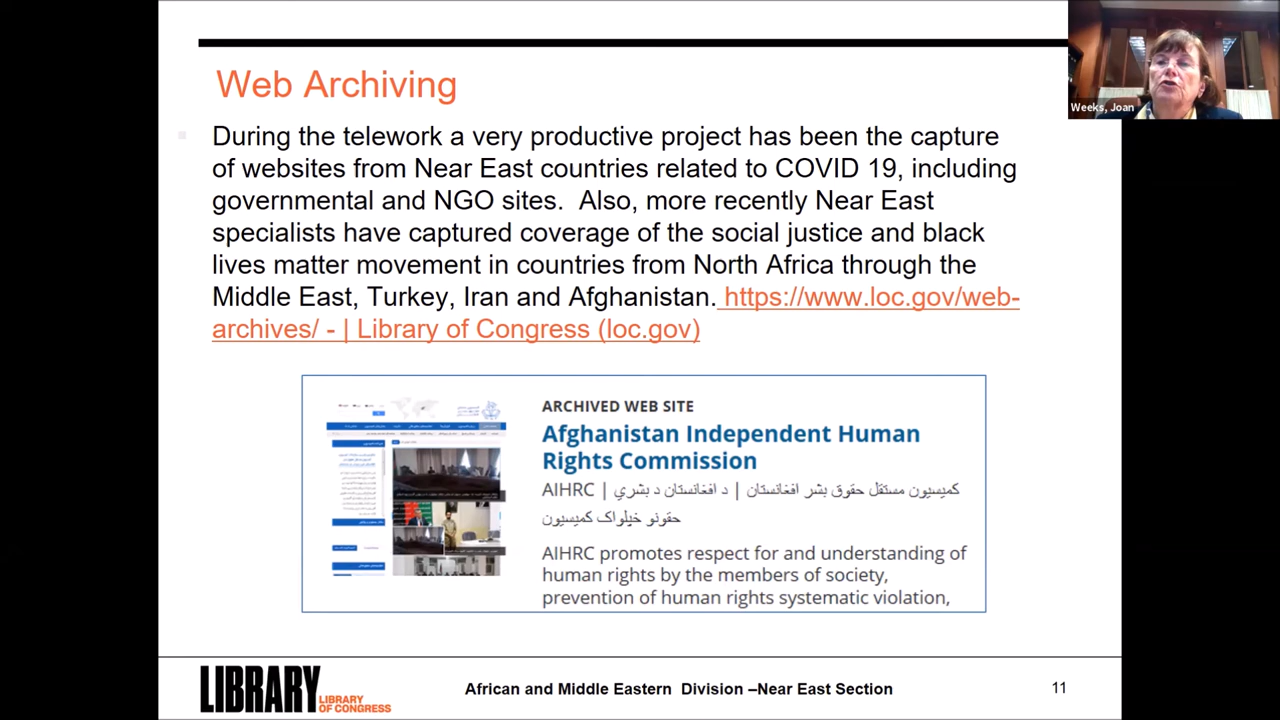 Web Archiving
During the telework a very productive project has been the capture
of websites from Near East countries related to COVID 19, including
governmental and NGO sites.  Also, more recently Near East
specialists have captured coverage of the social justice and black
lives matter movement in countries from North Africa through the
Middle East, Turkey, Iran and Afghanistan. https://www.loc.gov/web-
archives/ - | Library of Congress (loc.gov)
ARCHIVED WEB SITE
Afghanistan Independent Human
Rights Commission
AIHRC | د افغانستان د بشري | کمیسیون مستقل حقوق بشر افغانستان
حقونو خپلواک کمیسیون
AIHRC promotes respect for and understanding of
human rights by the members of society,
prevention of human rights systematic violation,
LIBRARY
LIBRARY
OF CONGRESS
African and Middle Eastern  Division –Near East Section
11
Weeks, Joan